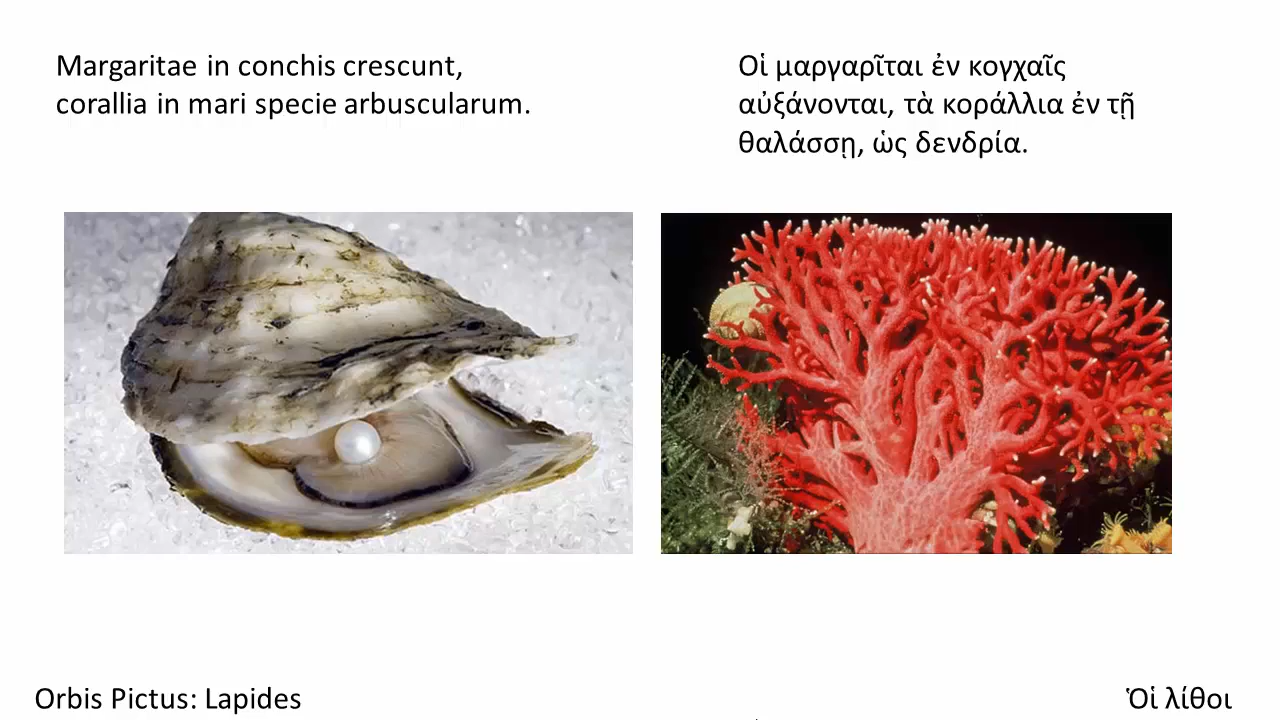 Margaritae in conchis crescunt,
corallia in mari specie arbuscularum.
Οἱ μαργαρῖται ἐν κογχαῖς
αὐξάνονται, τὰ κοράλλια ἐν τῇ
θαλάσσῃ, ὡς δενδρία.
Orbis Pictus: Lapides
Ὁἱ λίθοι